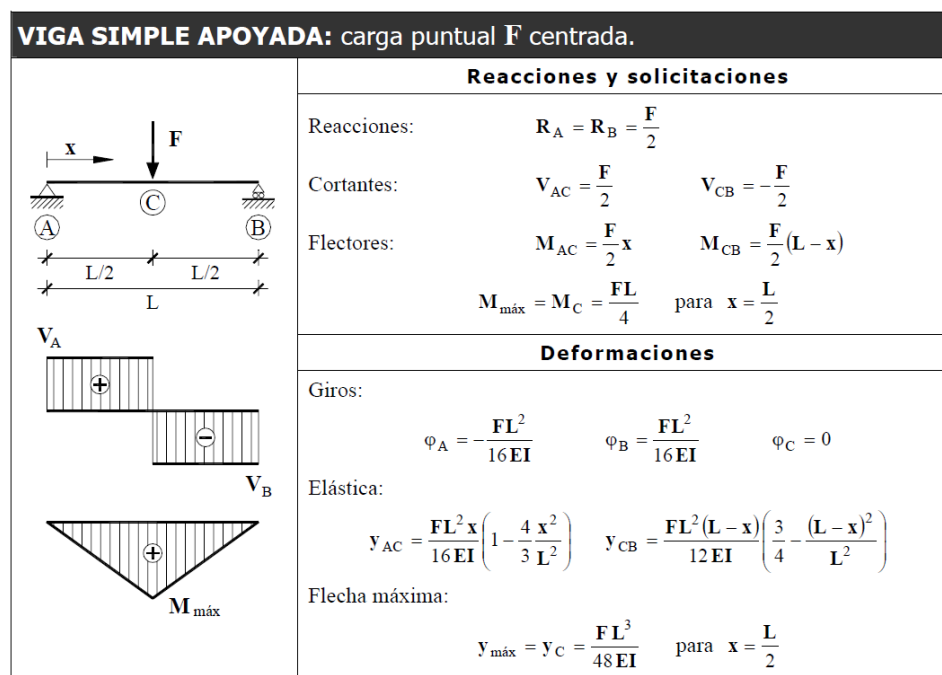 VIGA SIMPLE APOYADA: carga puntual F centrada.
x
F
A
C
B
L/2 L/2
L
V_A
+
−
V_B
+
M_máx
Reacciones y solicitaciones
Reacciones: R_A = R_B = F/2
Cortantes: V_AC = F/2 V_CB = −F/2
Flectores: M_AC = F/2 x M_CB = F/2 (L − x)
M_máx = M_C = FL/4 para x = L/2
Deformaciones
Giros:
φ_A = −FL²/16EI φ_B = FL²/16EI φ_C = 0
Elástica:
y_AC = FL²x/16EI (1 − 4/3 x²/L²) y_CB = FL²(L − x)/12EI (3/4 − (L − x)²/L²)
Flecha máxima:
y_máx = y_C = FL³/48EI para x = L/2